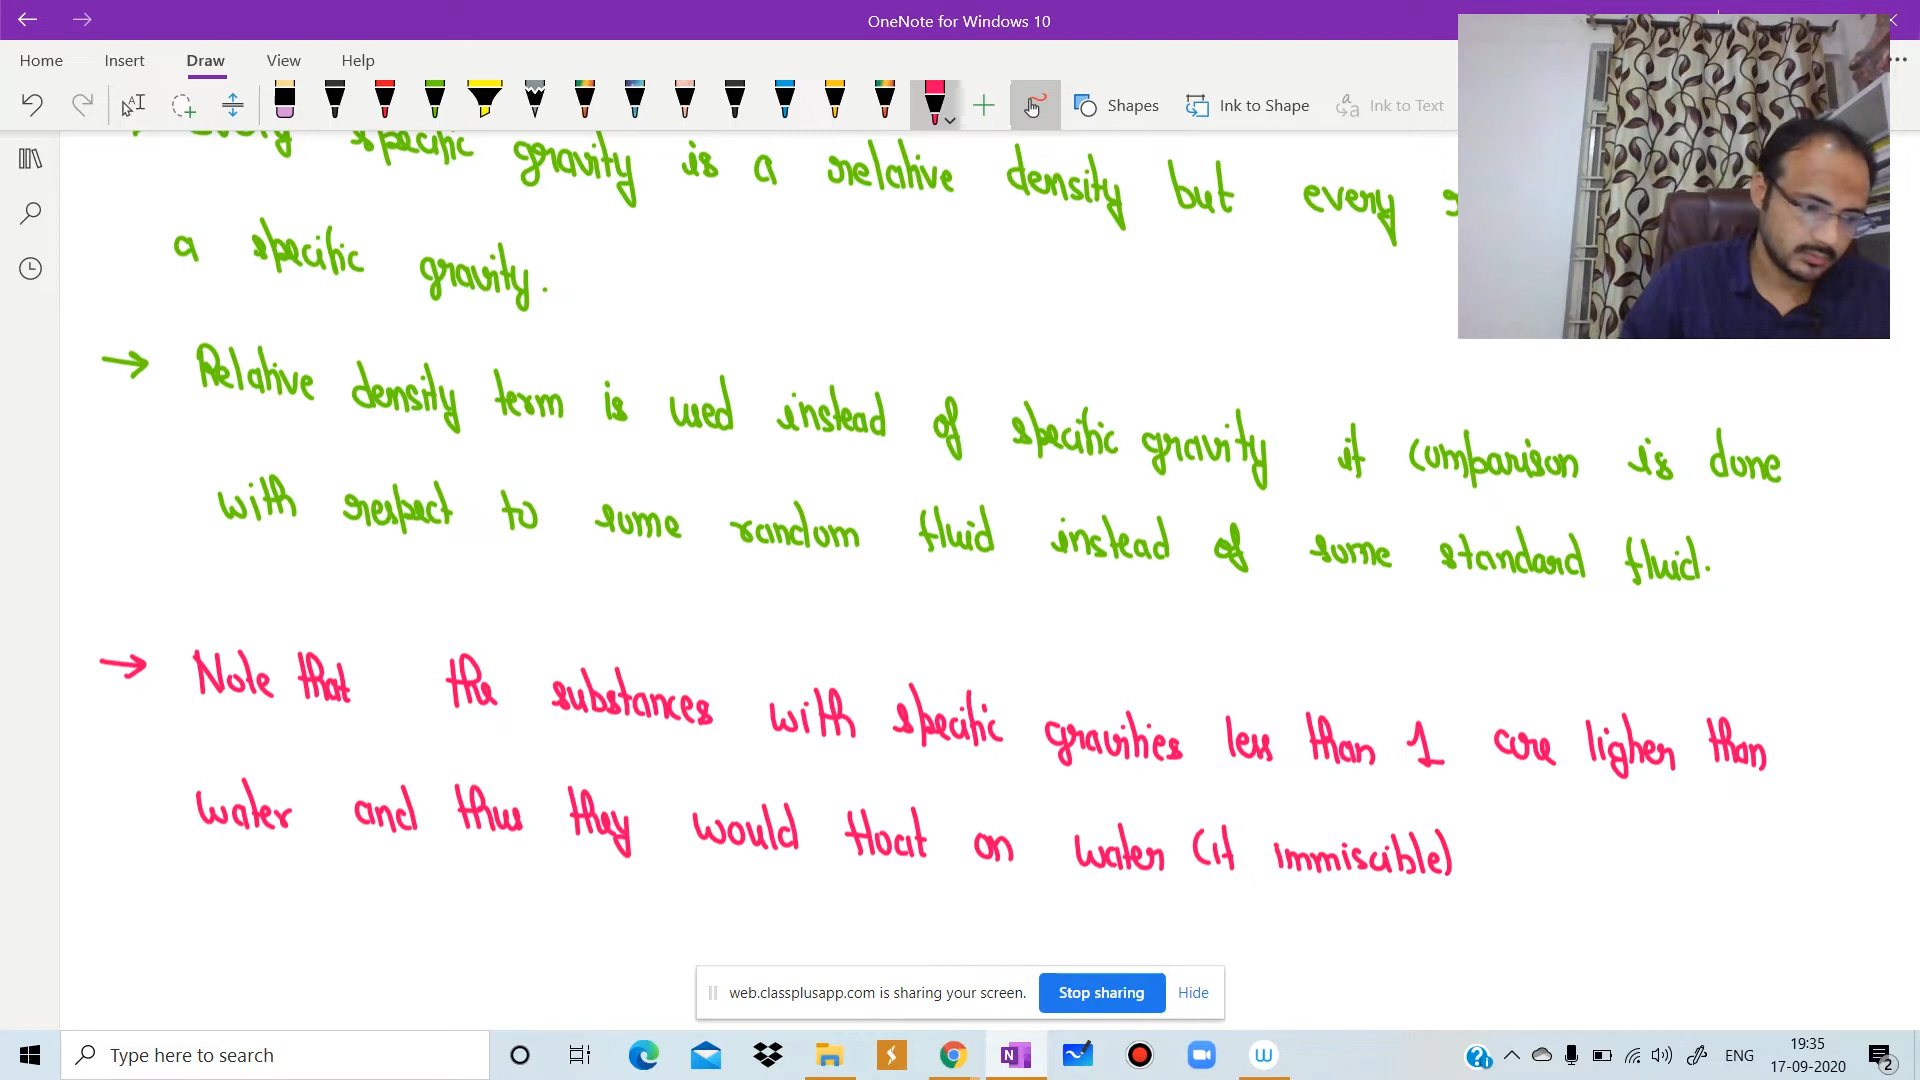 OneNote for Windows 10
Home Insert Draw View Help
Shapes Ink to Shape Ink to Text
Every specific gravity is a relative density but every
a specific gravity.
→ Relative density term is used instead of specific gravity if comparison is done
with respect to some random fluid instead of some standard fluid.
→ Note that the substances with specific gravities less than 1 are ligher than
water and thus they would float on water (if immiscible)
web.classplusapp.com is sharing your screen. Stop sharing Hide
Type here to search
ENG
19:35
17-09-2020
2